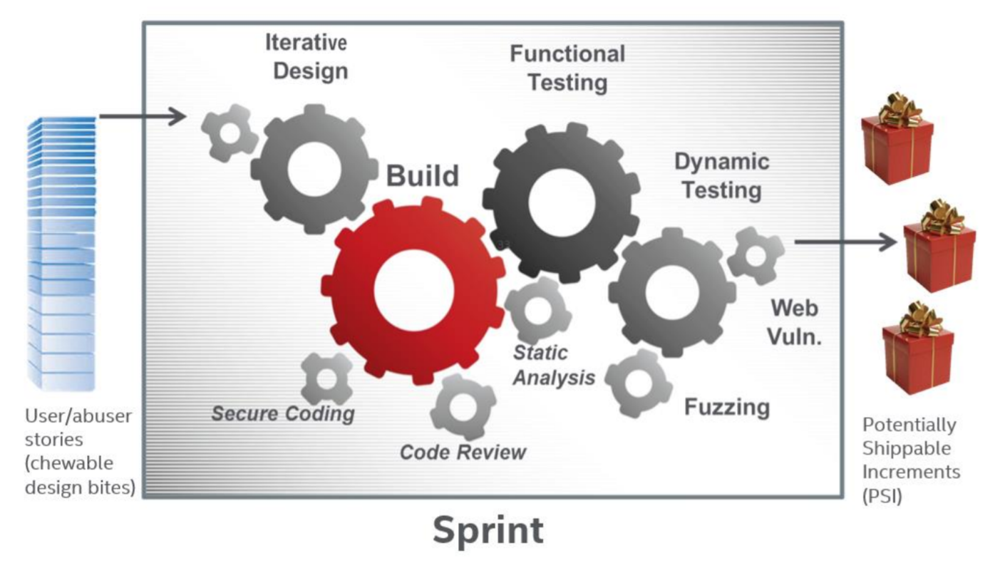 Iterative
Design
Functional
Testing
Build
Dynamic
Testing
33
Web
Vuln.
Static
Analysis
Secure Coding
Fuzzing
Code Review
User/abuser
stories
(chewable
design bites)
Potentially
Shippable
Increments
(PSI)
Sprint